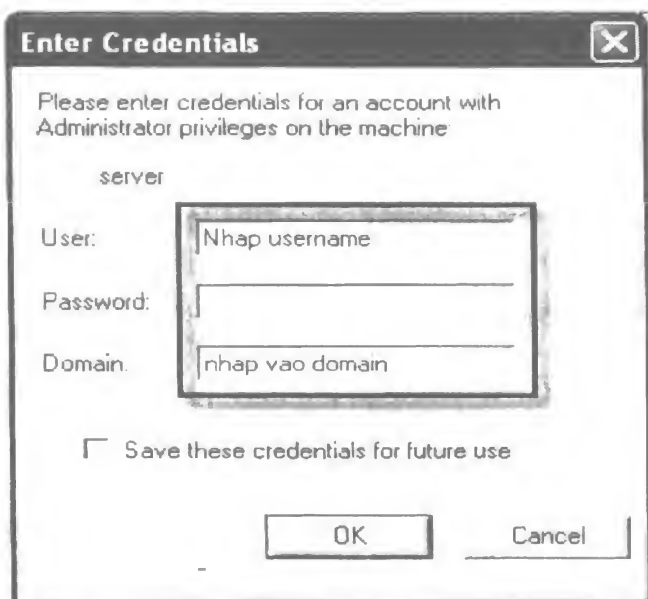 Enter Credentials
Please enter credentials for an account with
Administrator privileges on the machine
server
User: Nhap username
Password:
Domain: nhap vao domain
Save these credentials for future use
OK Cancel